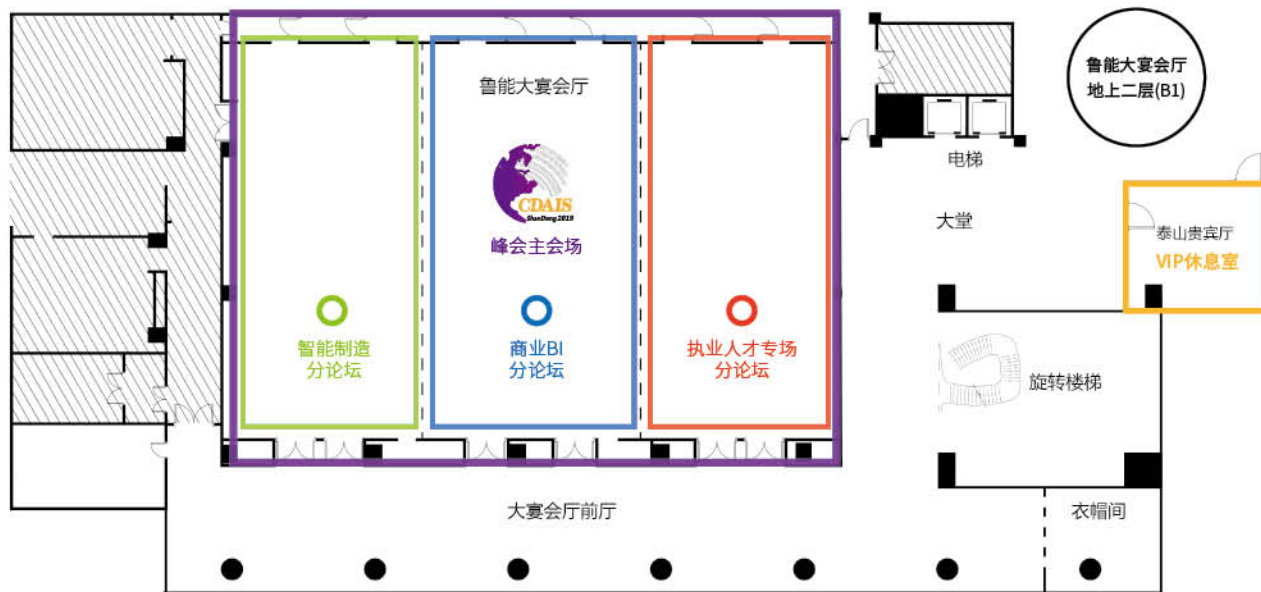 鲁能大宴会厅
地上二层(B1)
鲁能大宴会厅
CDAIS
ShanDong 2019
峰会主会场
电梯
大堂
泰山贵宾厅
VIP休息室
智能制造
分论坛
商业BI
分论坛
执业人才专场
分论坛
旋转楼梯
大宴会厅前厅
衣帽间